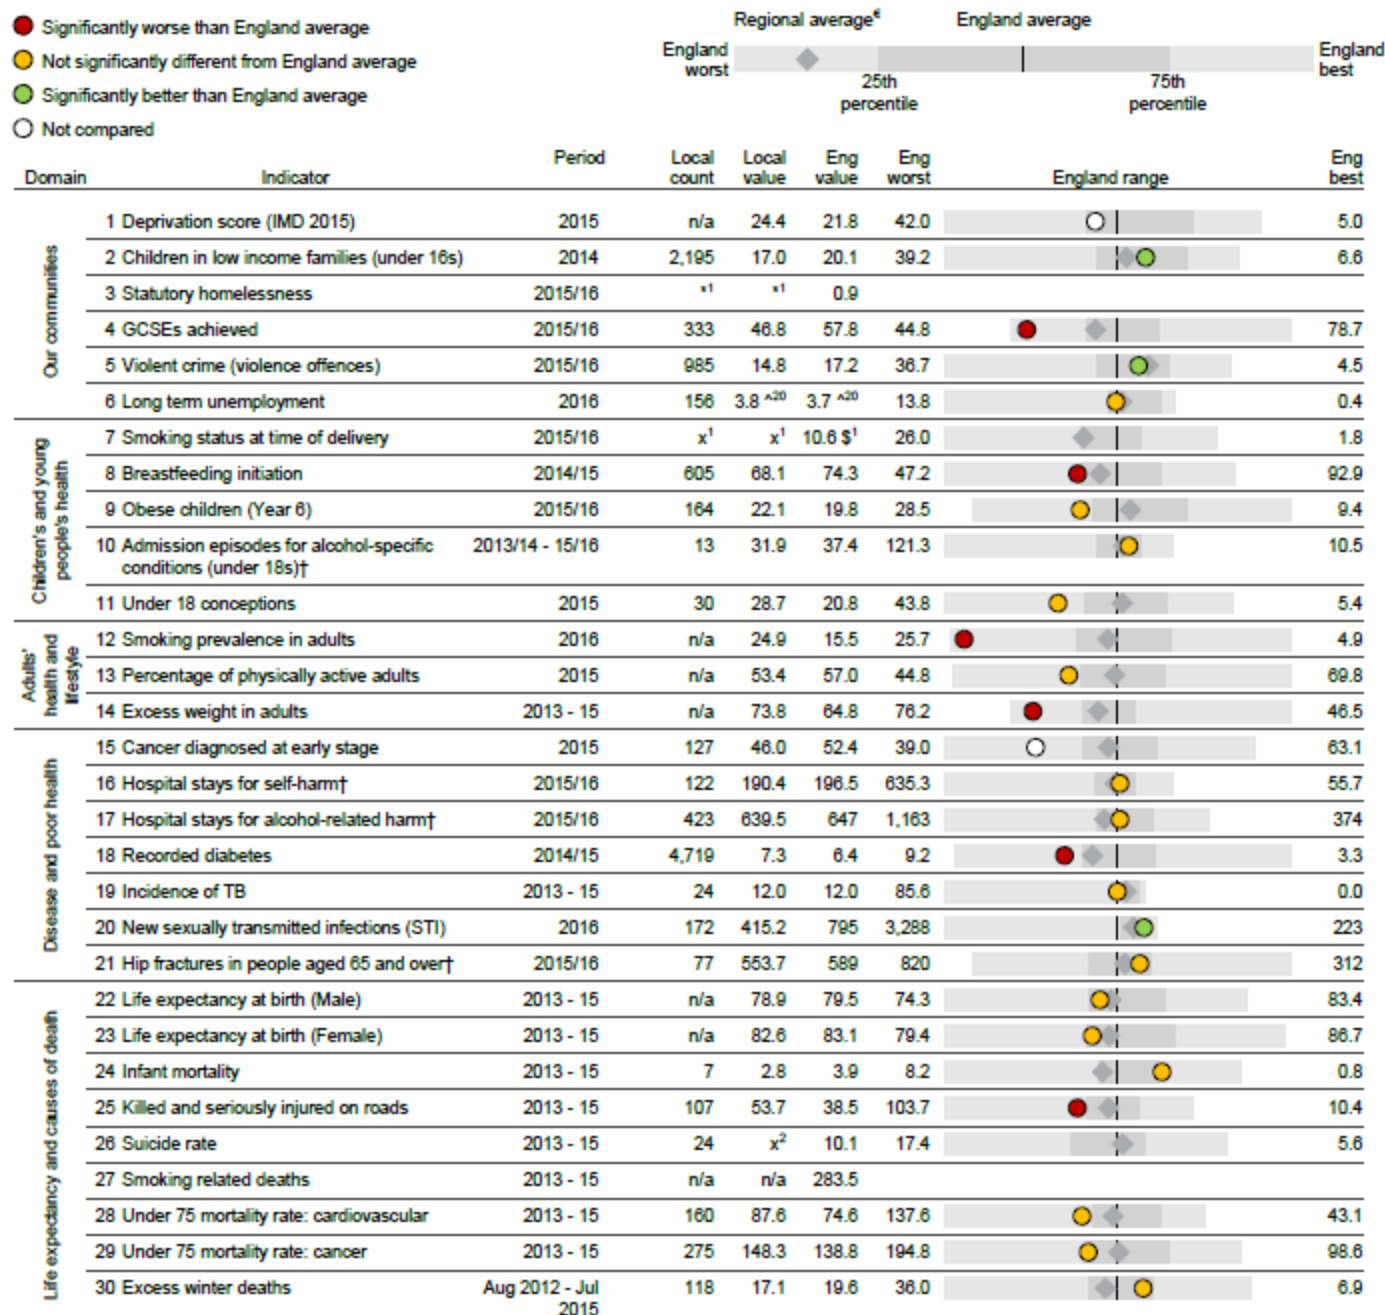 Significantly worse than England average
Not significantly different from England average
Significantly better than England average
Not compared
Regional average€ England average
England worst
England best
25th percentile
75th percentile
Domain Indicator Period Local count Local value Eng value Eng worst England range Eng best
Our communities
1 Deprivation score (IMD 2015) 2015 n/a 24.4 21.8 42.0 5.0
2 Children in low income families (under 16s) 2014 2,195 17.0 20.1 39.2 6.6
3 Statutory homelessness 2015/16 *1 *1 0.9
4 GCSEs achieved 2015/16 333 46.8 57.8 44.8 78.7
5 Violent crime (violence offences) 2015/16 985 14.8 17.2 36.7 4.5
6 Long term unemployment 2016 156 3.8 ^20 3.7 ^20 13.8 0.4
Children's and young people's health
7 Smoking status at time of delivery 2015/16 x1 x1 10.6 $1 26.0 1.8
8 Breastfeeding initiation 2014/15 605 68.1 74.3 47.2 92.9
9 Obese children (Year 6) 2015/16 164 22.1 19.8 28.5 9.4
10 Admission episodes for alcohol-specific 2013/14 - 15/16 13 31.9 37.4 121.3 10.5
conditions (under 18s)†
11 Under 18 conceptions 2015 30 28.7 20.8 43.8 5.4
Adults' health and lifestyle
12 Smoking prevalence in adults 2016 n/a 24.9 15.5 25.7 4.9
13 Percentage of physically active adults 2015 n/a 53.4 57.0 44.8 69.8
14 Excess weight in adults 2013 - 15 n/a 73.8 64.8 76.2 46.5
Disease and poor health
15 Cancer diagnosed at early stage 2015 127 46.0 52.4 39.0 63.1
16 Hospital stays for self-harm† 2015/16 122 190.4 196.5 635.3 55.7
17 Hospital stays for alcohol-related harm† 2015/16 423 639.5 647 1,163 374
18 Recorded diabetes 2014/15 4,719 7.3 6.4 9.2 3.3
19 Incidence of TB 2013 - 15 24 12.0 12.0 85.6 0.0
20 New sexually transmitted infections (STI) 2016 172 415.2 795 3,288 223
21 Hip fractures in people aged 65 and over† 2015/16 77 553.7 589 820 312
Life expectancy and causes of death
22 Life expectancy at birth (Male) 2013 - 15 n/a 78.9 79.5 74.3 83.4
23 Life expectancy at birth (Female) 2013 - 15 n/a 82.6 83.1 79.4 86.7
24 Infant mortality 2013 - 15 7 2.8 3.9 8.2 0.8
25 Killed and seriously injured on roads 2013 - 15 107 53.7 38.5 103.7 10.4
26 Suicide rate 2013 - 15 24 x2 10.1 17.4 5.6
27 Smoking related deaths 2013 - 15 n/a n/a 283.5
28 Under 75 mortality rate: cardiovascular 2013 - 15 160 87.6 74.6 137.6 43.1
29 Under 75 mortality rate: cancer 2013 - 15 275 148.3 138.8 194.8 98.6
30 Excess winter deaths Aug 2012 - Jul 118 17.1 19.6 36.0 6.9
2015